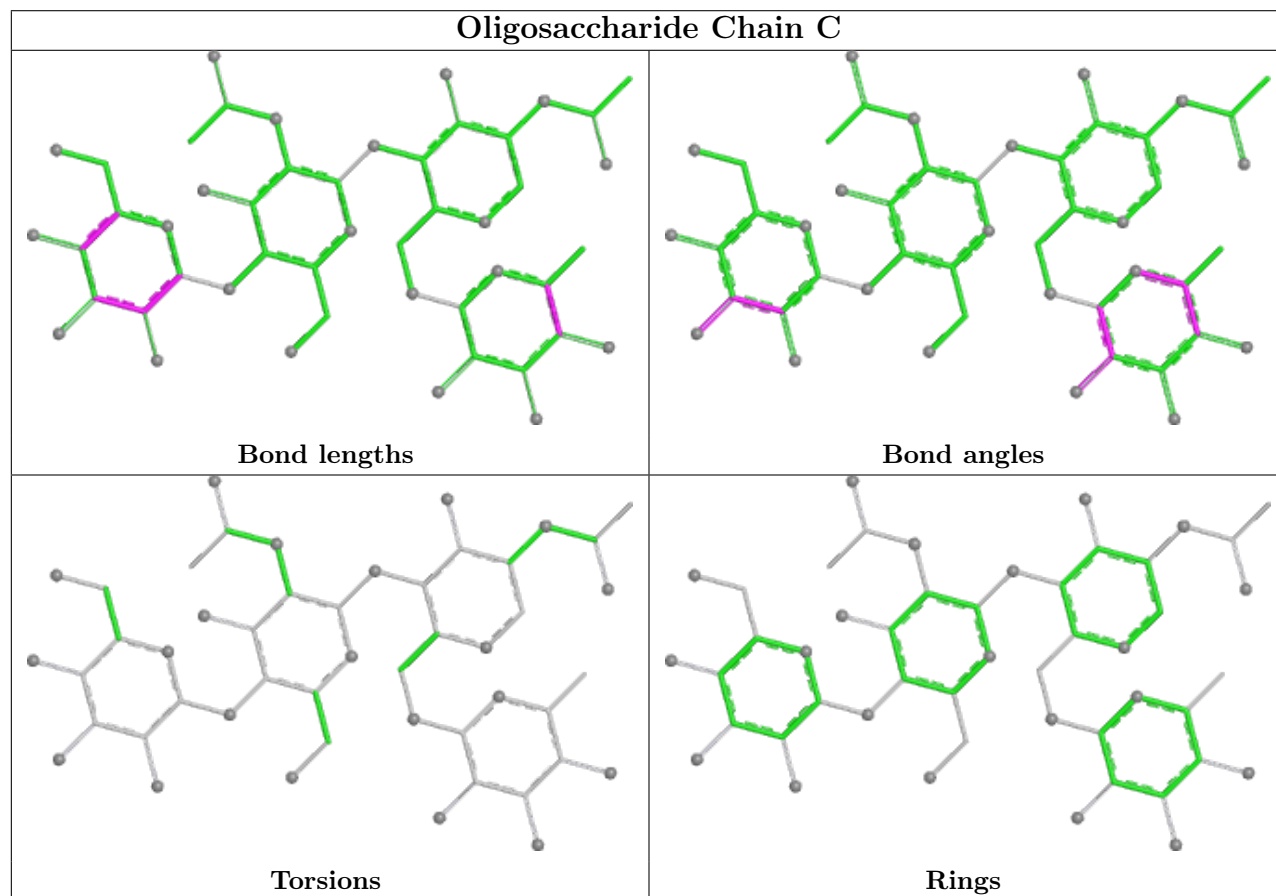 Oligosaccharide Chain C
Bond lengths
Bond angles
Torsions
Rings